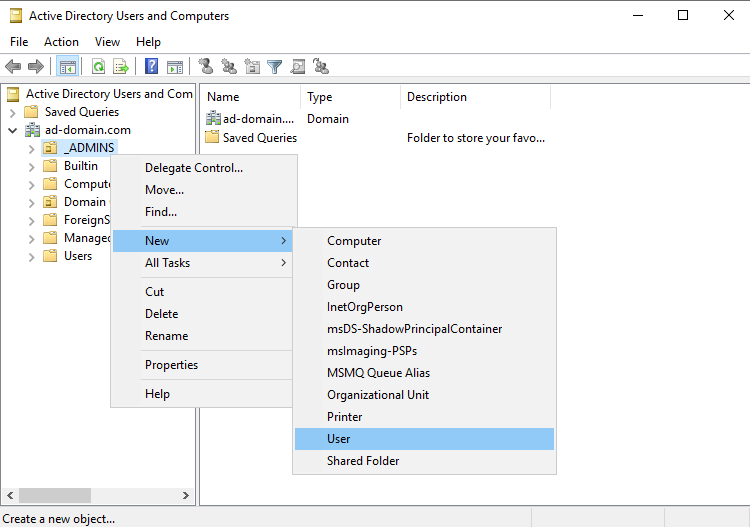 Active Directory Users and Computers
File Action View Help
Active Directory Users and Com
Saved Queries
ad-domain.com
_ADMINS
Builtin
Compute
Domain
ForeignS
Managed
Users
Name Type Description
ad-domain.... Domain
Saved Queries Folder to store your favo...
Delegate Control...
Move...
Find...
New
All Tasks
Cut
Delete
Rename
Properties
Help
Computer
Contact
Group
InetOrgPerson
msDS-ShadowPrincipalContainer
msImaging-PSPs
MSMQ Queue Alias
Organizational Unit
Printer
User
Shared Folder
Create a new object...